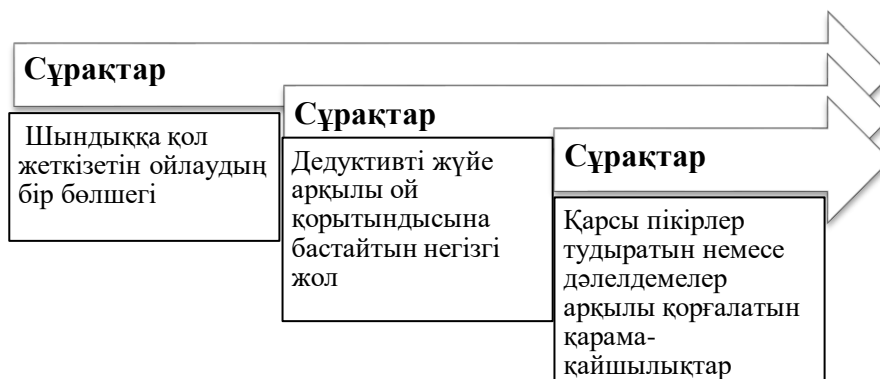 Сұрақтар
Шындыққа қол
жеткізетін ойлаудың
бір бөлшегі
Сұрақтар
Дедуктивті жүйе
арқылы ой
қорытындысына
бастайтын негізгі
жол
Сұрақтар
Қарсы пікірлер
тудыратын немесе
дәлелдемелер
арқылы қорғалатын
қарама-
қайшылықтар